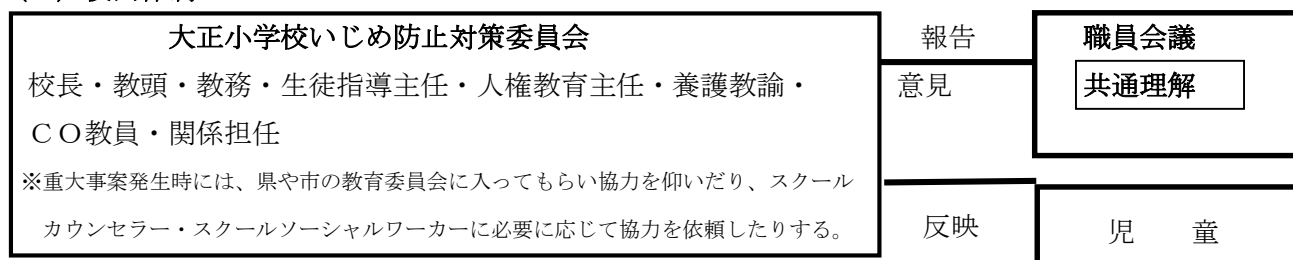 大正小学校いじめ防止対策委員会
校長・教頭・教務・生徒指導主任・人権教育主任・養護教諭・
CO教員・関係担任
※重大事案発生時には、県や市の教育委員会に入ってもらい協力を仰いだり、スクール
カウンセラー・スクールソーシャルワーカーに必要に応じて協力を依頼したりする。
報告
意見
反映
職員会議
共通理解
児　童